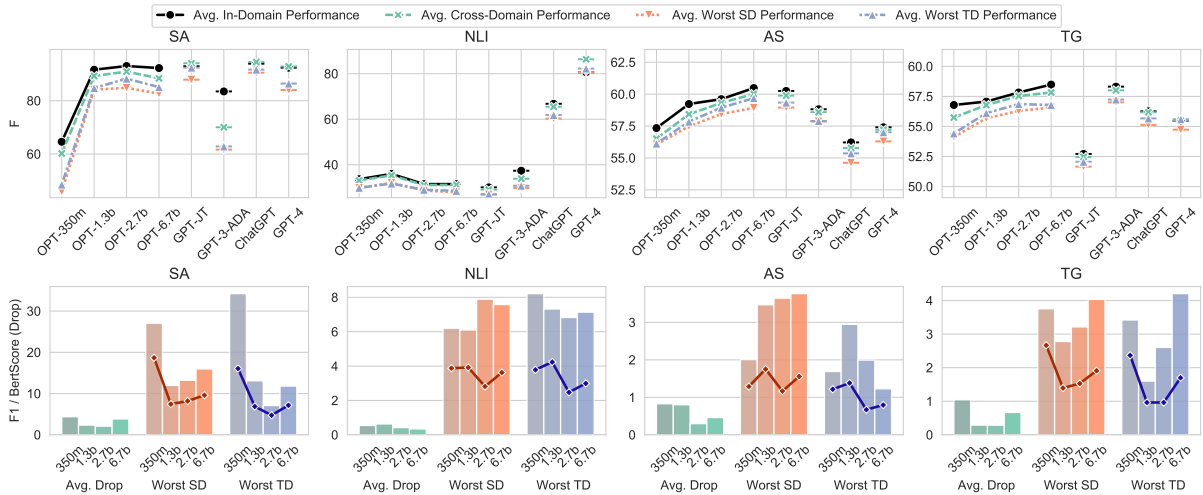 Avg. In-Domain Performance Avg. Cross-Domain Performance Avg. Worst SD Performance Avg. Worst TD Performance
SA NLI AS TG
F
80
60
80
60
40
62.5
60.0
57.5
55.0
52.5
60.0
57.5
55.0
52.5
50.0
OPT-350m OPT-1.3b OPT-2.7b OPT-6.7b GPT-JT GPT-3-ADA ChatGPT GPT-4
OPT-350m OPT-1.3b OPT-2.7b OPT-6.7b GPT-JT GPT-3-ADA ChatGPT GPT-4
OPT-350m OPT-1.3b OPT-2.7b OPT-6.7b GPT-JT GPT-3-ADA ChatGPT GPT-4
OPT-350m OPT-1.3b OPT-2.7b OPT-6.7b GPT-JT GPT-3-ADA ChatGPT GPT-4
SA NLI AS TG
F1 / BertScore (Drop)
30
20
10
0
8
6
4
2
0
3
2
1
0
4
3
2
1
0
350m 1.3b 2.7b 6.7b 350m 1.3b 2.7b 6.7b 350m 1.3b 2.7b 6.7b
Avg. Drop Worst SD Worst TD
350m 1.3b 2.7b 6.7b 350m 1.3b 2.7b 6.7b 350m 1.3b 2.7b 6.7b
Avg. Drop Worst SD Worst TD
350m 1.3b 2.7b 6.7b 350m 1.3b 2.7b 6.7b 350m 1.3b 2.7b 6.7b
Avg. Drop Worst SD Worst TD
350m 1.3b 2.7b 6.7b 350m 1.3b 2.7b 6.7b 350m 1.3b 2.7b 6.7b
Avg. Drop Worst SD Worst TD